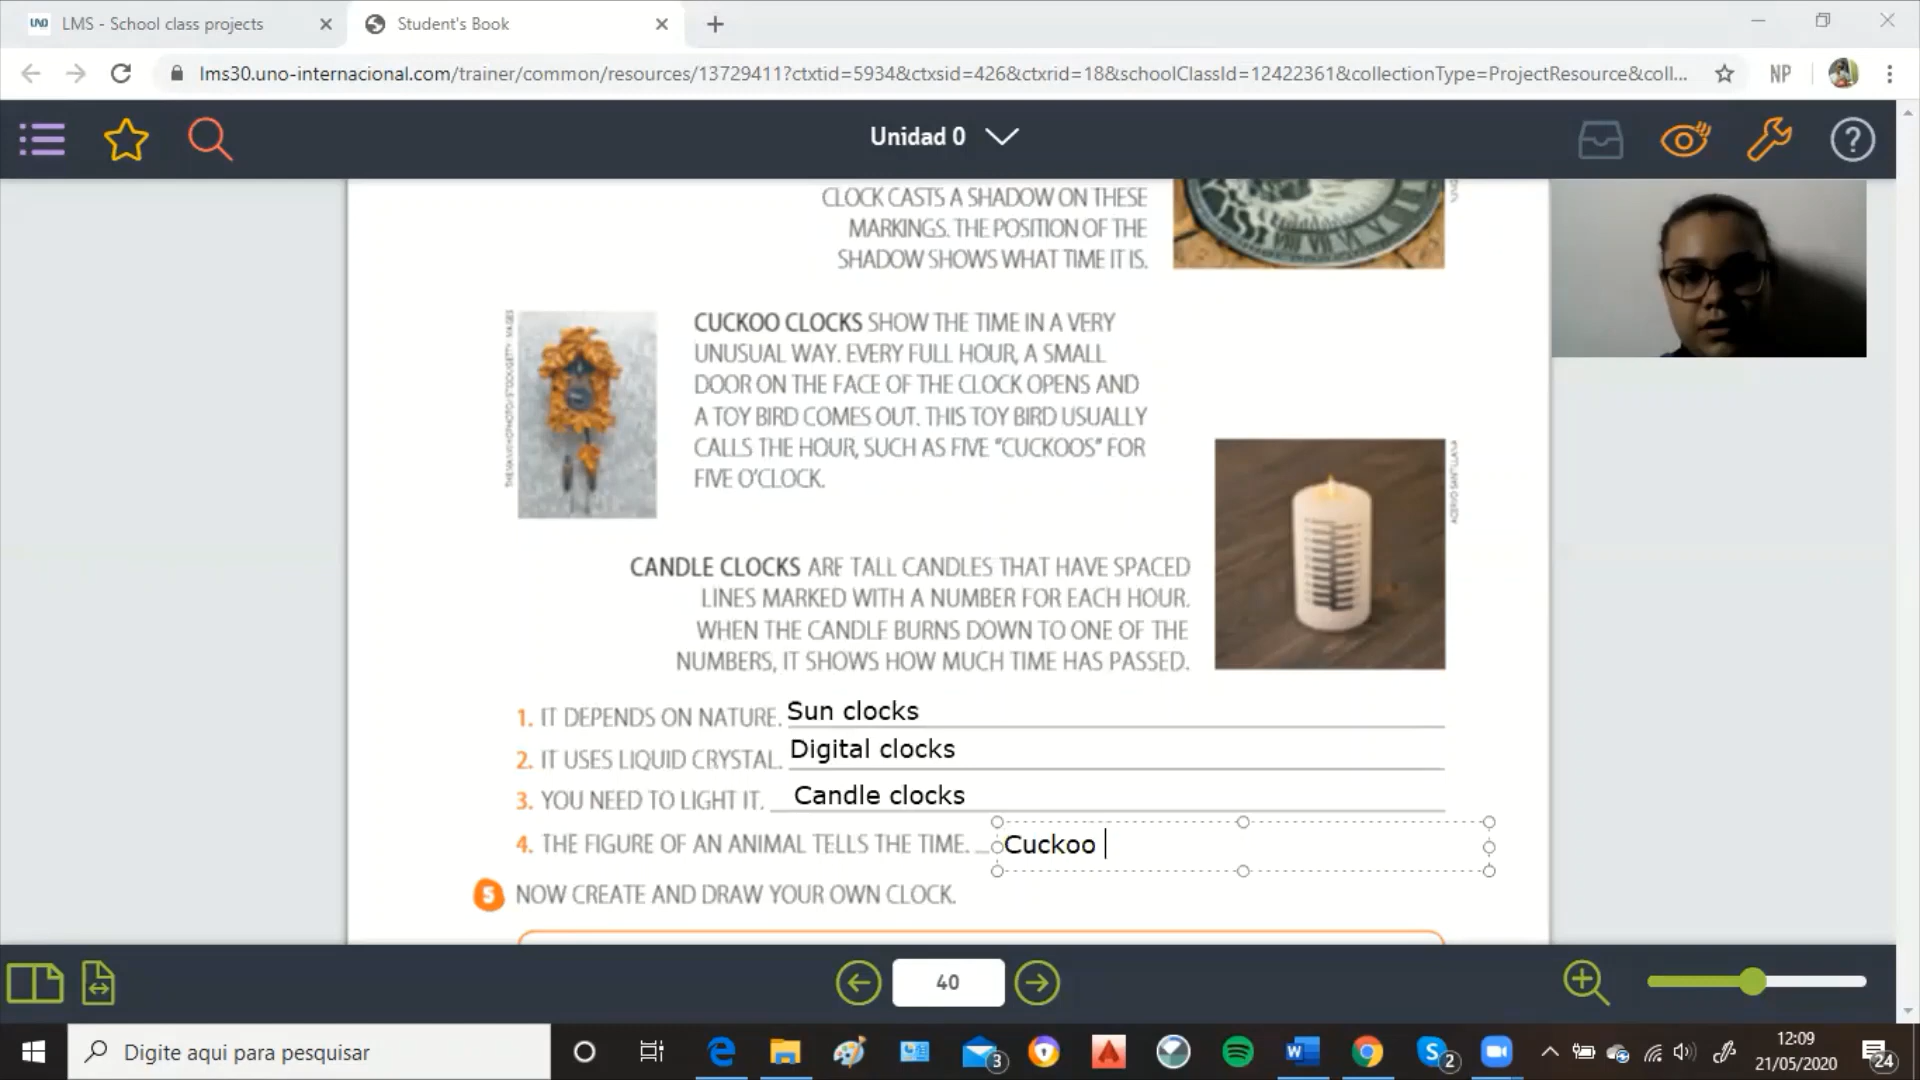 LMS - School class projects
Student's Book
lms30.uno-internacional.com/trainer/common/resources/13729411?ctxtid=5934&ctxsid=426&ctxrid=18&schoolClassId=12422361&collectionType=ProjectResource&coll...
NP
Unidad 0
CLOCK CASTS A SHADOW ON THESE
MARKINGS. THE POSITION OF THE
SHADOW SHOWS WHAT TIME IT IS.
CUCKOO CLOCKS SHOW THE TIME IN A VERY
UNUSUAL WAY. EVERY FULL HOUR, A SMALL
DOOR ON THE FACE OF THE CLOCK OPENS AND
A TOY BIRD COMES OUT. THIS TOY BIRD USUALLY
CALLS THE HOUR, SUCH AS FIVE “CUCKOOS” FOR
FIVE O'CLOCK.
CANDLE CLOCKS ARE TALL CANDLES THAT HAVE SPACED
LINES MARKED WITH A NUMBER FOR EACH HOUR.
WHEN THE CANDLE BURNS DOWN TO ONE OF THE
NUMBERS, IT SHOWS HOW MUCH TIME HAS PASSED.
ACERVO SANTILLANA
1. IT DEPENDS ON NATURE. Sun clocks
2. IT USES LIQUID CRYSTAL. Digital clocks
3. YOU NEED TO LIGHT IT. Candle clocks
4. THE FIGURE OF AN ANIMAL TELLS THE TIME. Cuckoo
5 NOW CREATE AND DRAW YOUR OWN CLOCK.
40
Digite aqui para pesquisar
3
2
12:09
21/05/2020
24